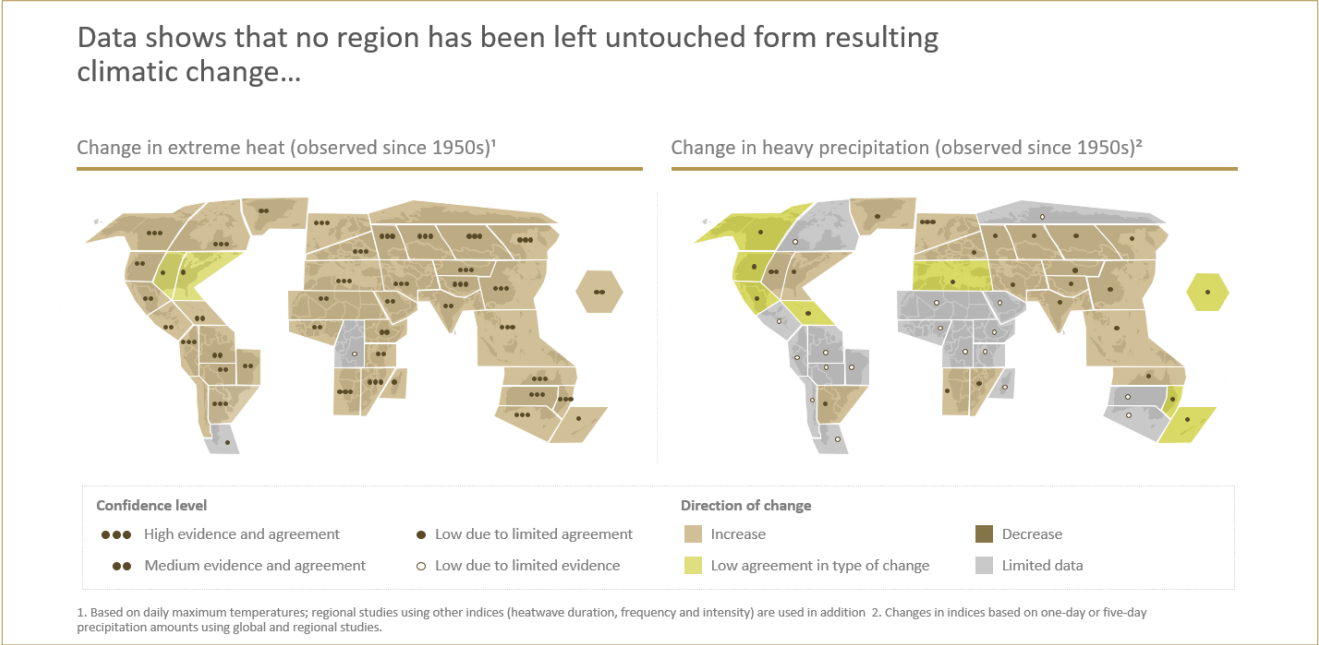 Data shows that no region has been left untouched form resulting
climatic change...
Change in extreme heat (observed since 1950s)¹
Change in heavy precipitation (observed since 1950s)²
Confidence level
High evidence and agreement
Low due to limited agreement
Medium evidence and agreement
Low due to limited evidence
Direction of change
Increase
Decrease
Low agreement in type of change
Limited data
1. Based on daily maximum temperatures; regional studies using other indices (heatwave duration, frequency and intensity) are used in addition 2. Changes in indices based on one-day or five-day
precipitation amounts using global and regional studies.